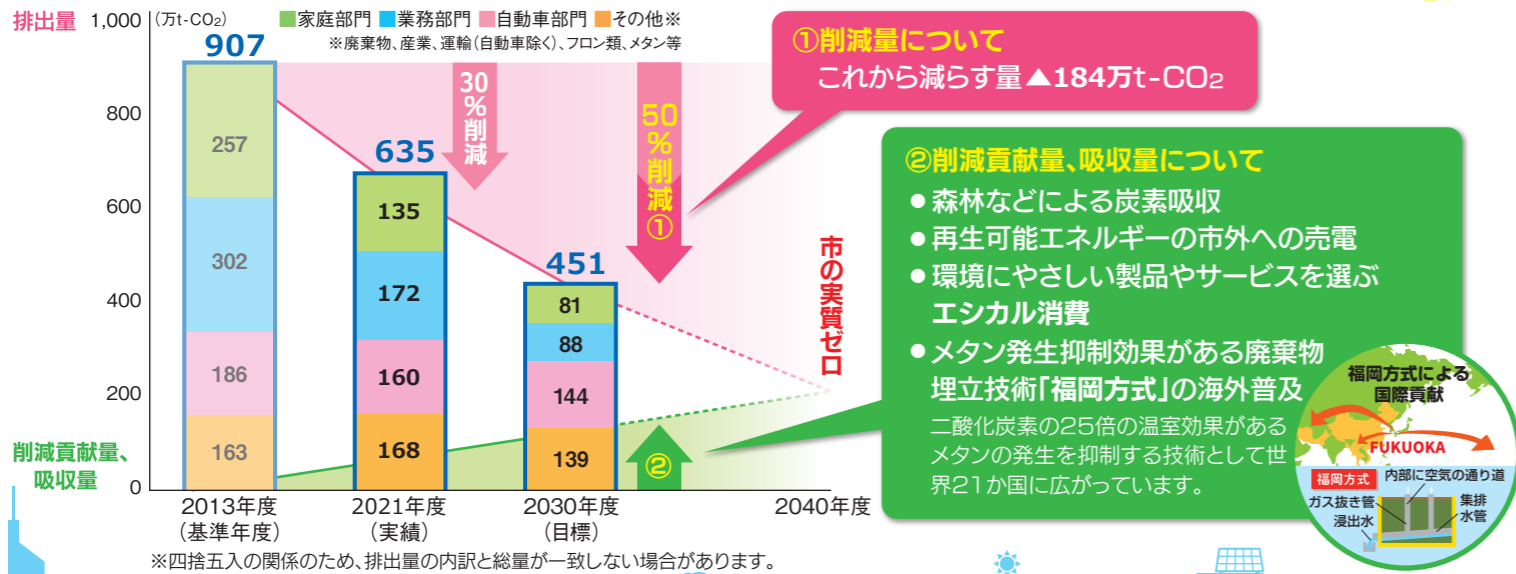 排出量
1,000
(万t-CO₂)
家庭部門 業務部門 自動車部門 その他※
※廃棄物、産業、運輸(自動車除く)、フロン類、メタン等
800
600
400
200
0
削減貢献量、
吸収量
907
257
302
186
163
2013年度
(基準年度)
635
135
172
160
168
2021年度
(実績)
451
81
88
144
139
2030年度
(目標)
30%削減
50%削減①
②
市の実質ゼロ
2040年度
※四捨五入の関係のため、排出量の内訳と総量が一致しない場合があります。
①削減量について
これから減らす量▲184万t-CO₂
②削減貢献量、吸収量について
●森林などによる炭素吸収
●再生可能エネルギーの市外への売電
●環境にやさしい製品やサービスを選ぶ
エシカル消費
●メタン発生抑制効果がある廃棄物
埋立技術「福岡方式」の海外普及
二酸化炭素の25倍の温室効果がある
メタンの発生を抑制する技術として世
界21か国に広がっています。
福岡方式による
国際貢献
FUKUOKA
福岡方式
内部に空気の通り道
ガス抜き管
浸出水
集排
水管